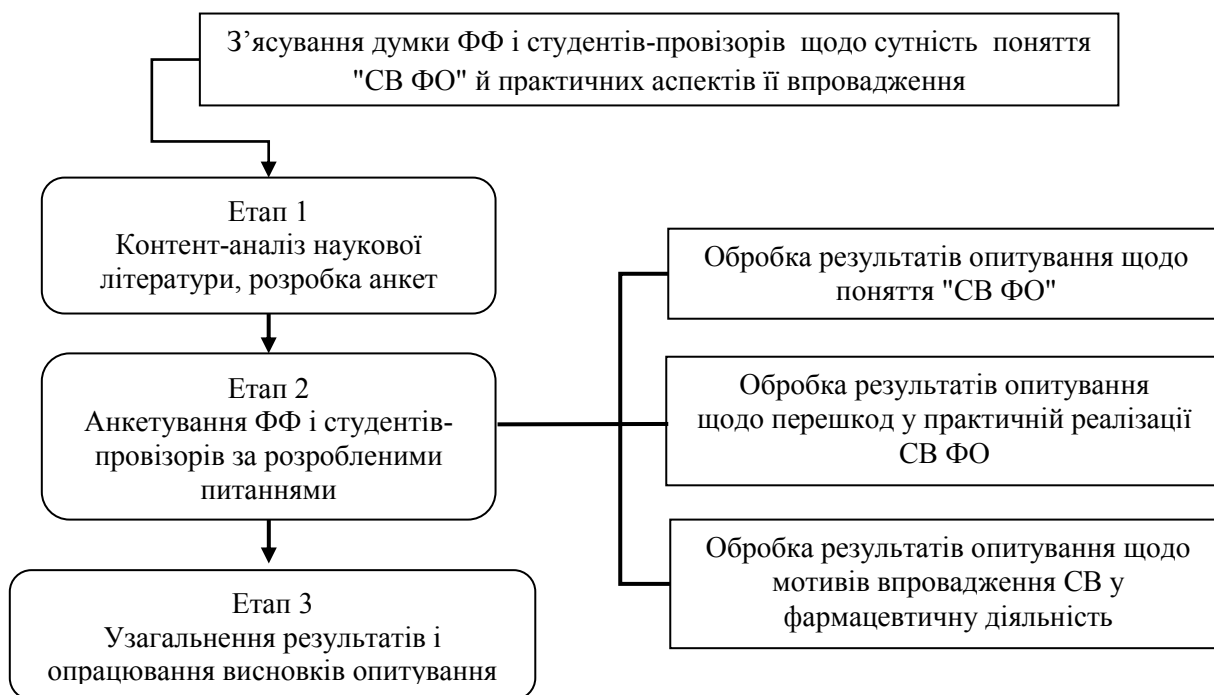 З’ясування думки ФФ і студентів-провізорів щодо сутність поняття
"СВ ФО" й практичних аспектів її впровадження
Етап 1
Контент-аналіз наукової
літератури, розробка анкет
Етап 2
Анкетування ФФ і студентів-
провізорів за розробленими
питаннями
Етап 3
Узагальнення результатів і
опрацювання висновків опитування
Обробка результатів опитування щодо
поняття "СВ ФО"
Обробка результатів опитування
щодо перешкод у практичній реалізації
СВ ФО
Обробка результатів опитування щодо
мотивів впровадження СВ у
фармацевтичну діяльність